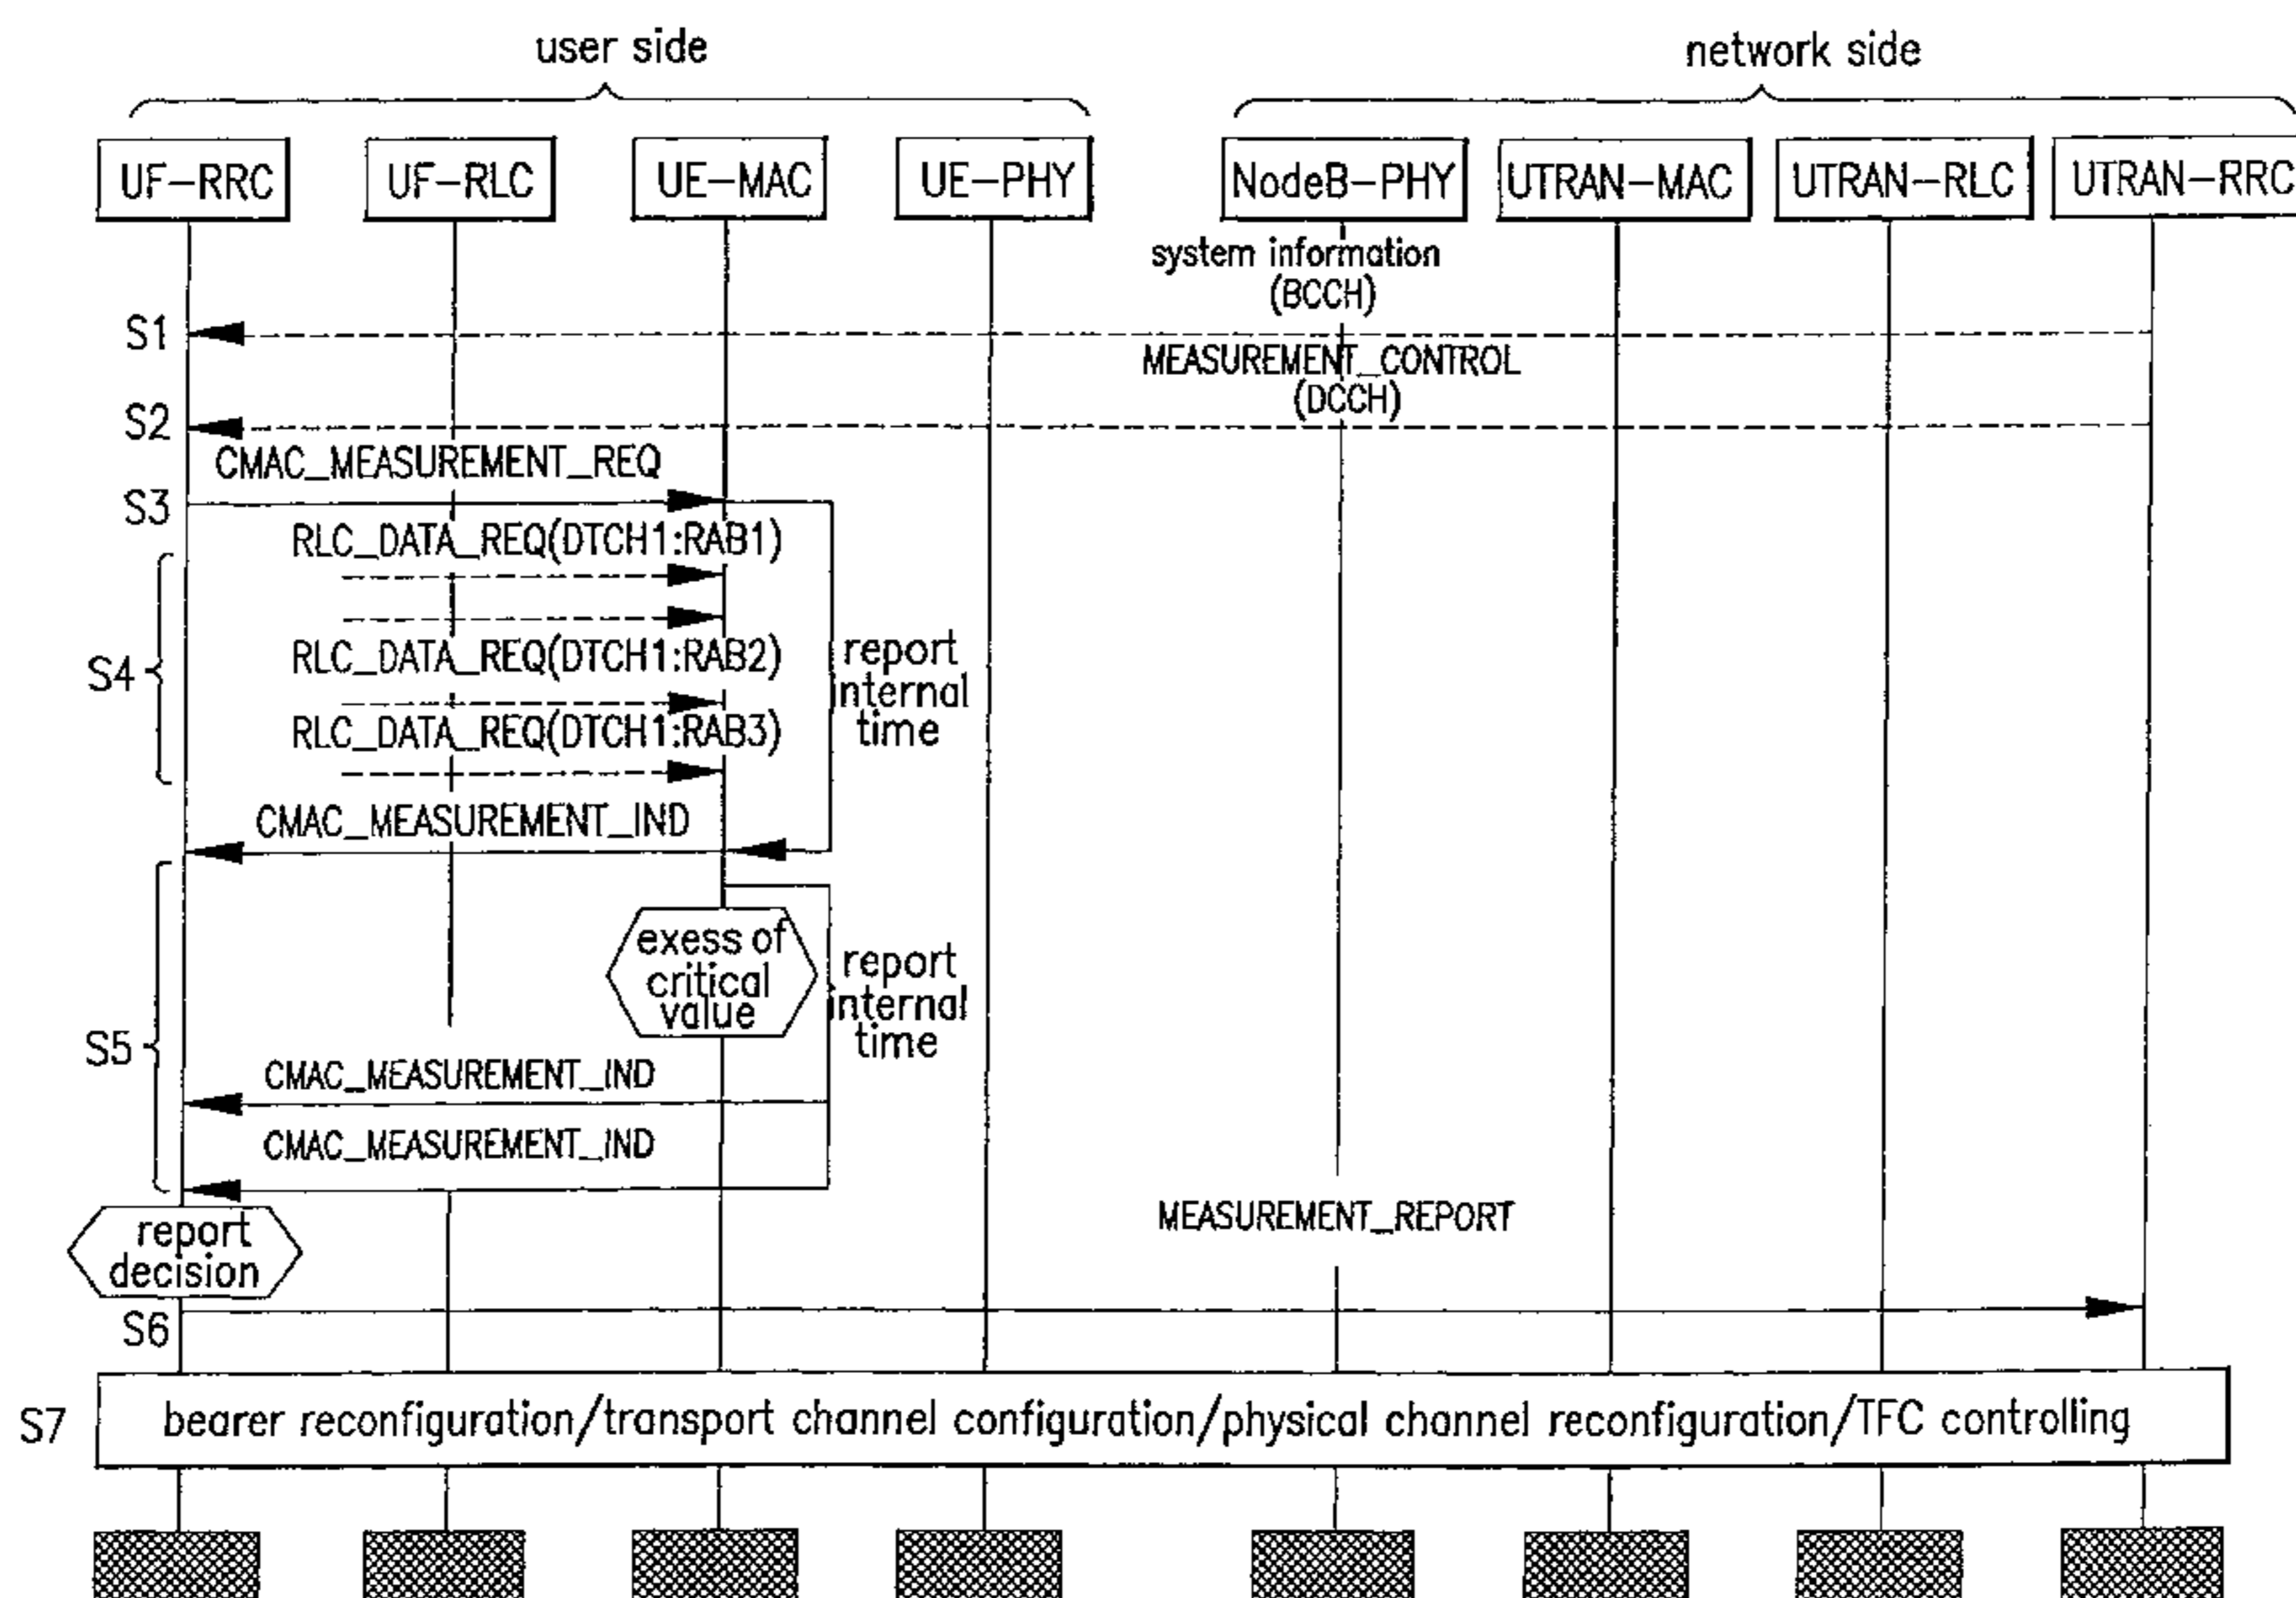 user side
network side
UF-RRC
UF-RLC
UE-MAC
UE-PHY
NodeB-PHY
UTRAN-MAC
UTRAN-RLC
UTRAN-RRC
system information
(BCCH)
S1
MEASUREMENT_CONTROL
(DCCH)
S2
CMAC_MEASUREMENT_REQ
S3
RLC_DATA_REQ(DTCH1:RAB1)
RLC_DATA_REQ(DTCH1:RAB2)
S4
report
internal
time
RLC_DATA_REQ(DTCH1:RAB3)
CMAC_MEASUREMENT_IND
exess of
critical
value
report
internal
time
S5
CMAC_MEASUREMENT_IND
CMAC_MEASUREMENT_IND
MEASUREMENT_REPORT
report
decision
S6
S7
bearer reconfiguration/transport channel configuration/physical channel reconfiguration/TFC controlling